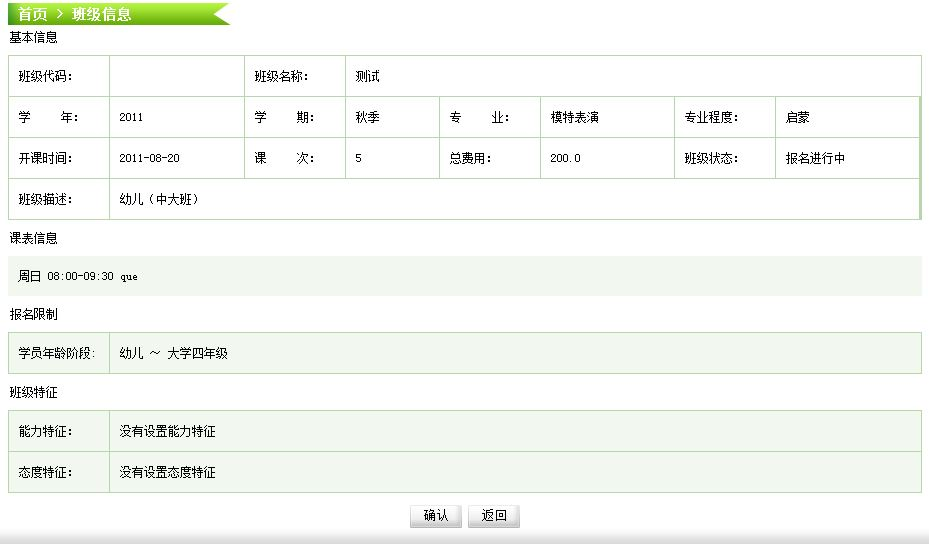 首页 > 班级信息
基本信息
班级代码： 班级名称： 测试
学 年： 2011 学 期： 秋季 专 业： 模特表演 专业程度： 启蒙
开课时间： 2011-08-20 课 次： 5 总费用： 200.0 班级状态： 报名进行中
班级描述： 幼儿（中大班）
课表信息
周日 08:00-09:30 que
报名限制
学员年龄阶段: 幼儿 ～ 大学四年级
班级特征
能力特征： 没有设置能力特征
态度特征： 没有设置态度特征
确认 返回